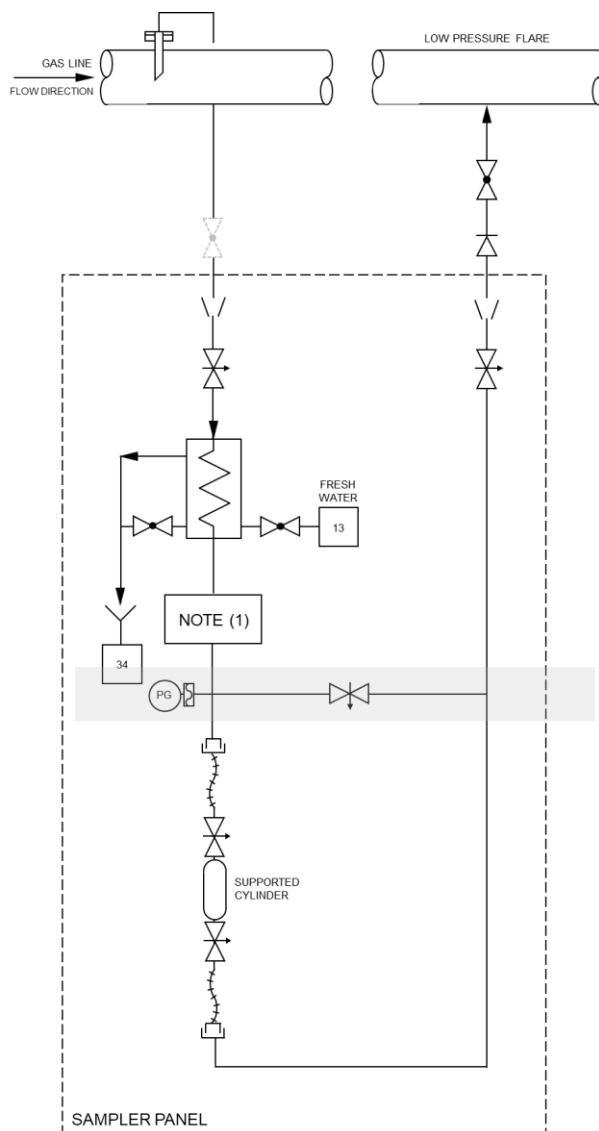 LOW PRESSURE FLARE
GAS LINE
FLOW DIRECTION
FRESH
WATER
13
NOTE (1)
34
PG
SUPPORTED
CYLINDER
SAMPLER PANEL